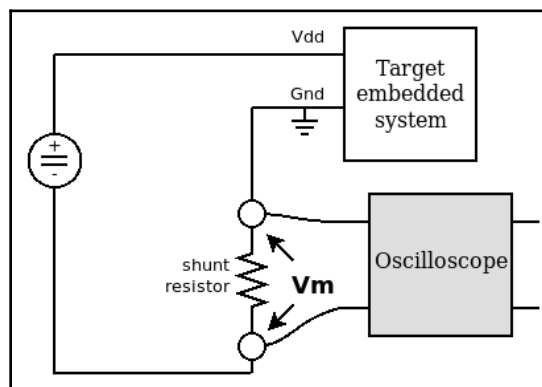 Vdd
Target
embedded
system
Gnd
+
-
shunt
resistor
Vm
Oscilloscope